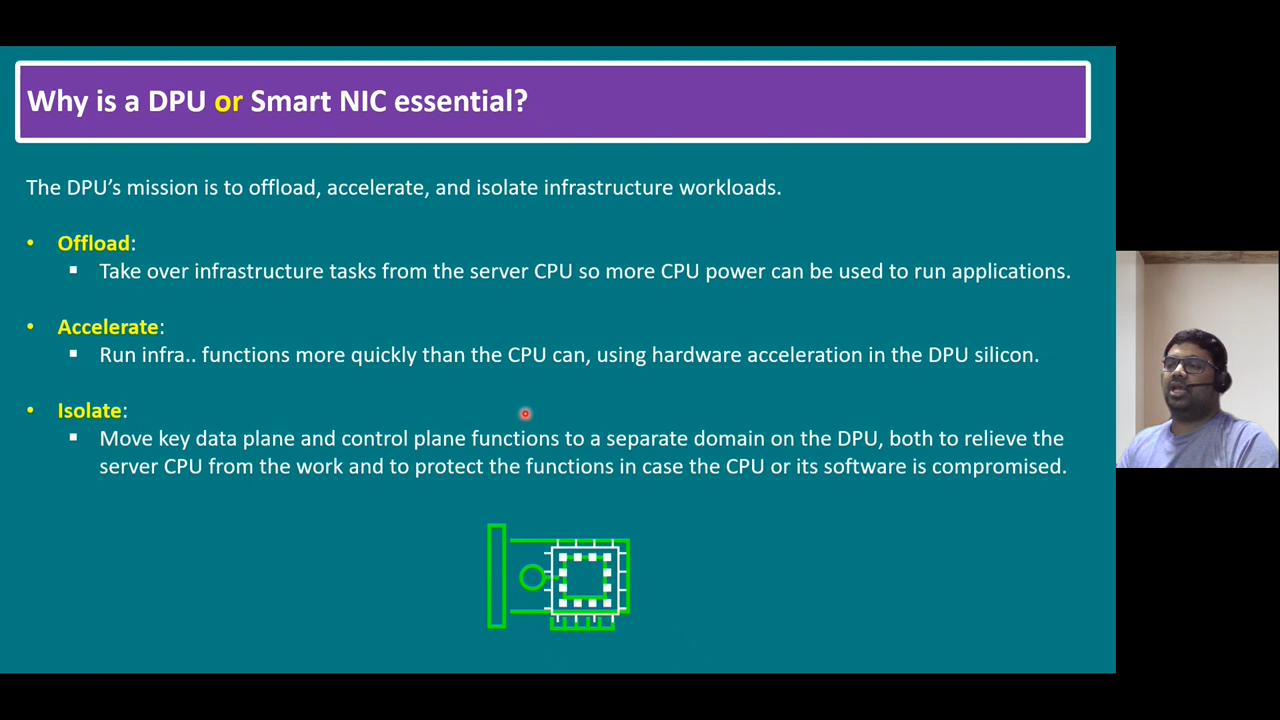 Why is a DPU or Smart NIC essential?
The DPU’s mission is to offload, accelerate, and isolate infrastructure workloads.
• Offload:
▪ Take over infrastructure tasks from the server CPU so more CPU power can be used to run applications.
• Accelerate:
▪ Run infra.. functions more quickly than the CPU can, using hardware acceleration in the DPU silicon.
• Isolate:
▪ Move key data plane and control plane functions to a separate domain on the DPU, both to relieve the
server CPU from the work and to protect the functions in case the CPU or its software is compromised.